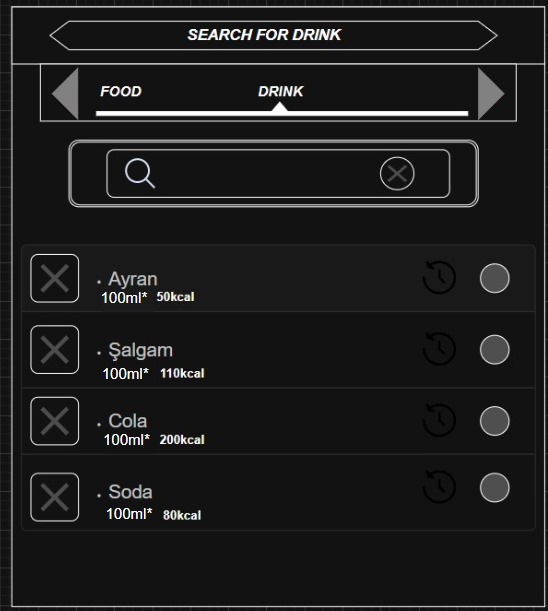 SEARCH FOR DRINK
FOOD DRINK
• Ayran
100ml* 50kcal
• Şalgam
100ml* 110kcal
• Cola
100ml* 200kcal
• Soda
100ml* 80kcal